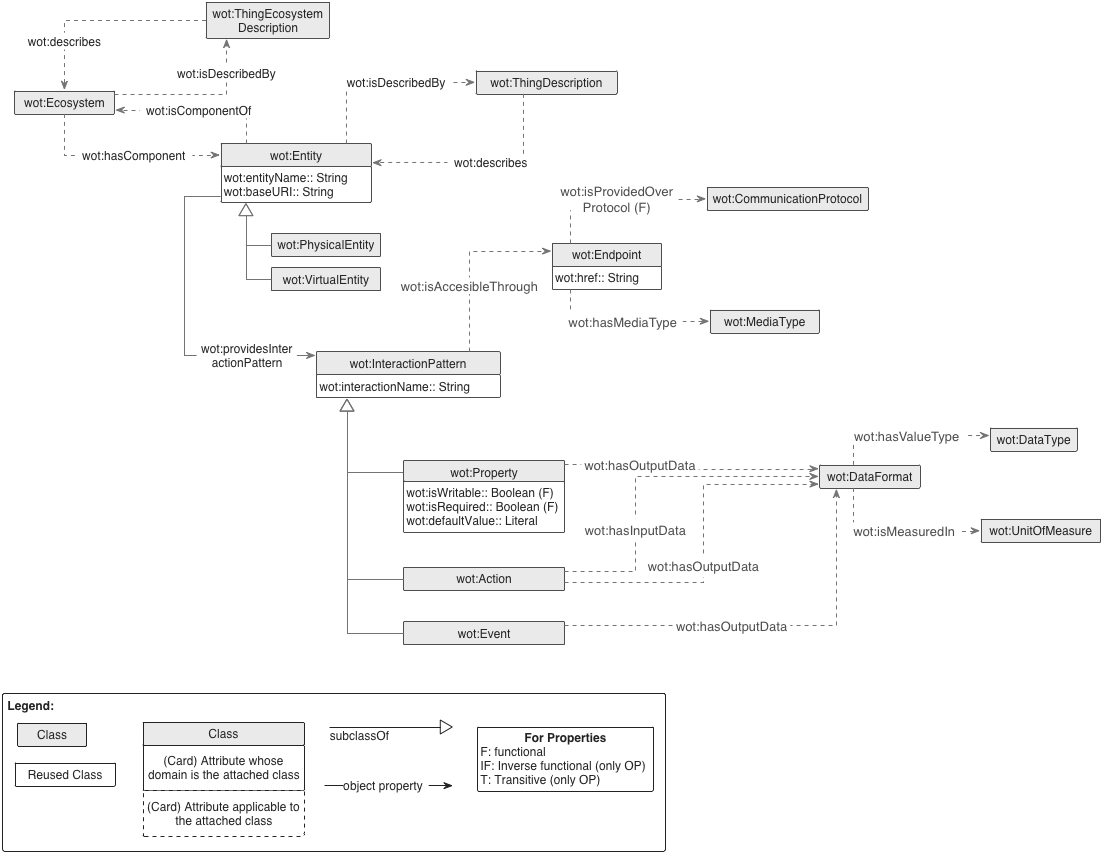 wot:ThingEcosystem
Description
wot:describes
wot:isDescribedBy
wot:isDescribedBy
wot:ThingDescription
wot:Ecosystem
wot:isComponentOf
wot:hasComponent
wot:Entity
wot:describes
wot:entityName:: String
wot:baseURI:: String
wot:isProvidedOver
Protocol (F)
wot:CommunicationProtocol
wot:PhysicalEntity
wot:Endpoint
wot:VirtualEntity
wot:href:: String
wot:isAccesibleThrough
wot:hasMediaType
wot:MediaType
wot:providesInter
actionPattern
wot:InteractionPattern
wot:interactionName:: String
wot:hasValueType
wot:DataType
wot:Property
wot:hasOutputData
wot:DataFormat
wot:isWritable:: Boolean (F)
wot:isRequired:: Boolean (F)
wot:defaultValue:: Literal
wot:hasInputData
wot:isMeasuredIn
wot:UnitOfMeasure
wot:hasOutputData
wot:Action
wot:Event
wot:hasOutputData
Legend:
Class
Reused Class
Class
(Card) Attribute whose
domain is the attached class
(Card) Attribute applicable to
the attached class
subclassOf
object property
For Properties
F: functional
IF: Inverse functional (only OP)
T: Transitive (only OP)